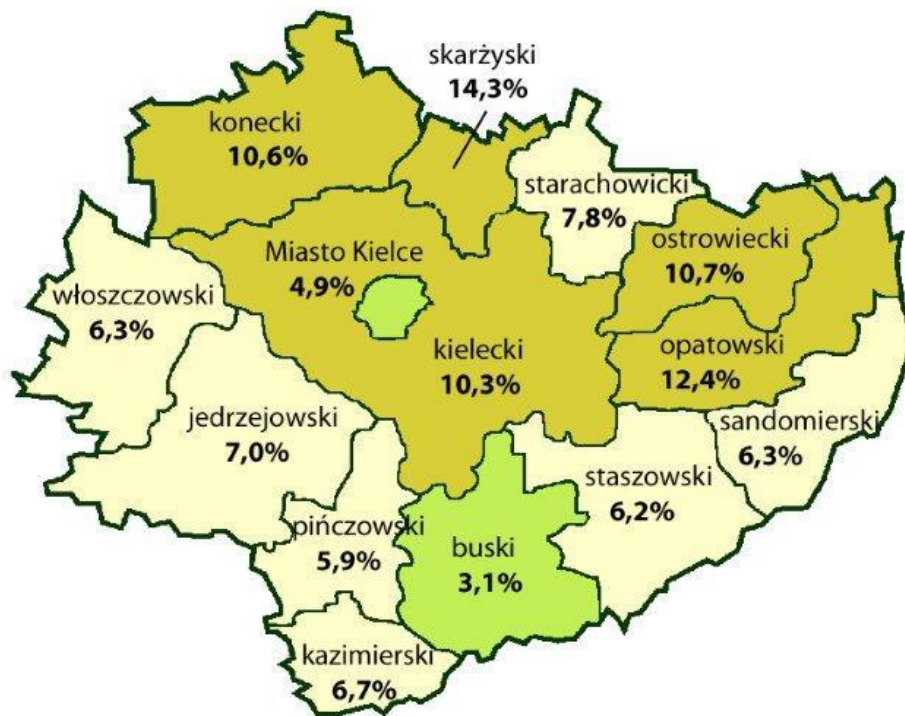 skarżyski
14,3%
konecki
10,6%
starachowicki
7,8%
ostrowiecki
10,7%
Miasto Kielce
4,9%
włoszczowski
6,3%
kielecki
10,3%
opatowski
12,4%
jedrzejowski
7,0%
sandomierski
6,3%
staszowski
6,2%
pińczowski
5,9%
buski
3,1%
kazimierski
6,7%